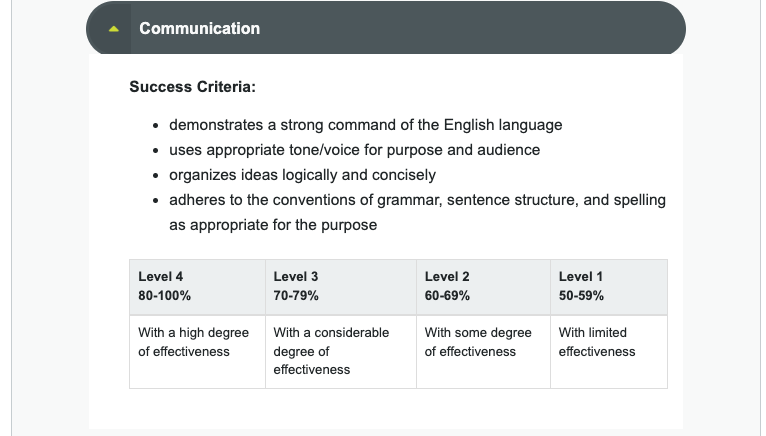 Communication
Success Criteria:
• demonstrates a strong command of the English language
• uses appropriate tone/voice for purpose and audience
• organizes ideas logically and concisely
• adheres to the conventions of grammar, sentence structure, and spelling
as appropriate for the purpose
Level 4
80-100%
Level 3
70-79%
Level 2
60-69%
Level 1
50-59%
With a high degree
of effectiveness
With a considerable
degree of
effectiveness
With some degree
of effectiveness
With limited
effectiveness